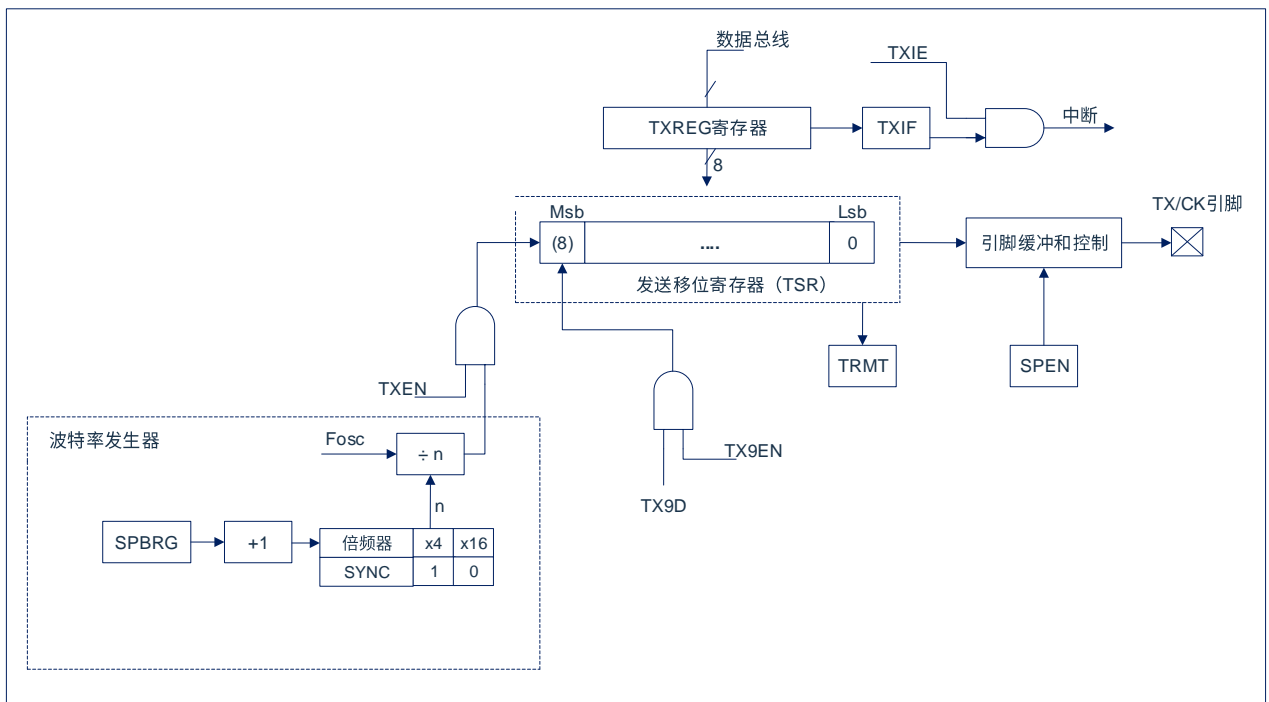 数据总线
TXIE
TXREG寄存器
TXIF
中断
8
Msb
Lsb
TX/CK引脚
(8)
....
0
引脚缓冲和控制
发送移位寄存器（TSR）
TRMT
SPEN
TXEN
波特率发生器
Fosc
÷ n
TX9EN
n
TX9D
SPBRG
+1
倍频器 x4 x16
SYNC 1 0